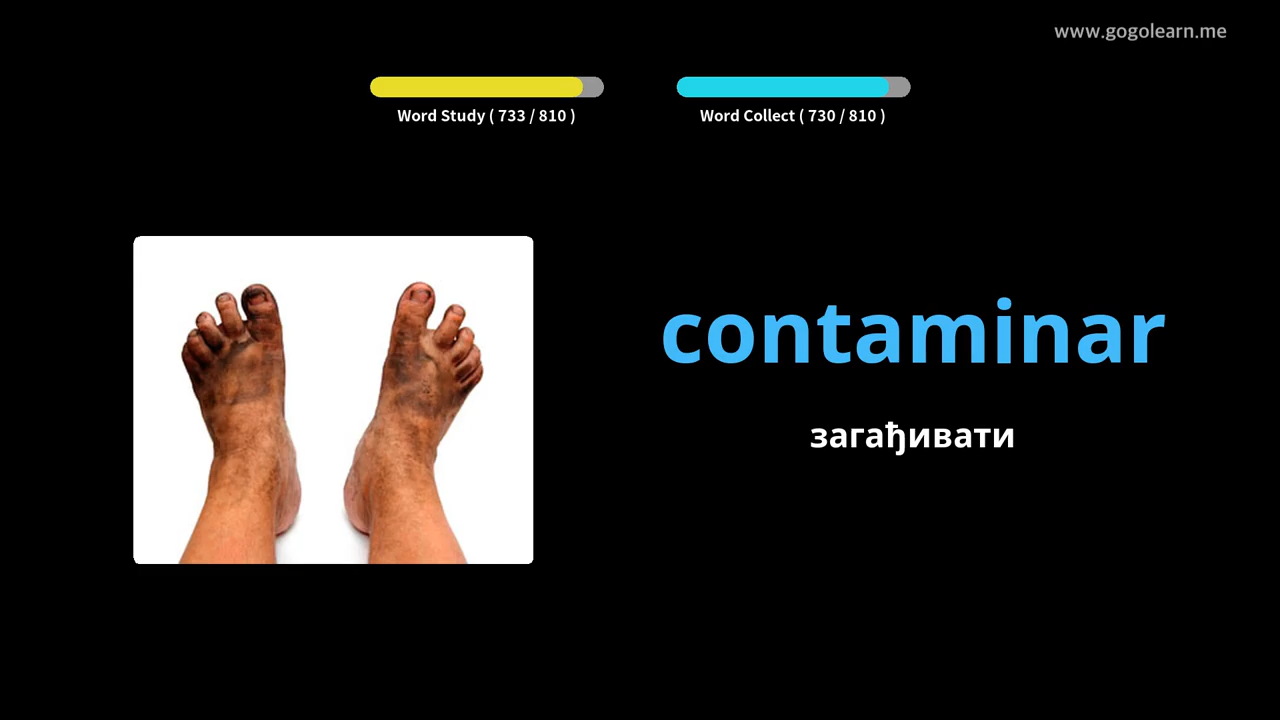 www.gogolearn.me
Word Study ( 733 / 810 )
Word Collect ( 730 / 810 )
contaminar
загађивати